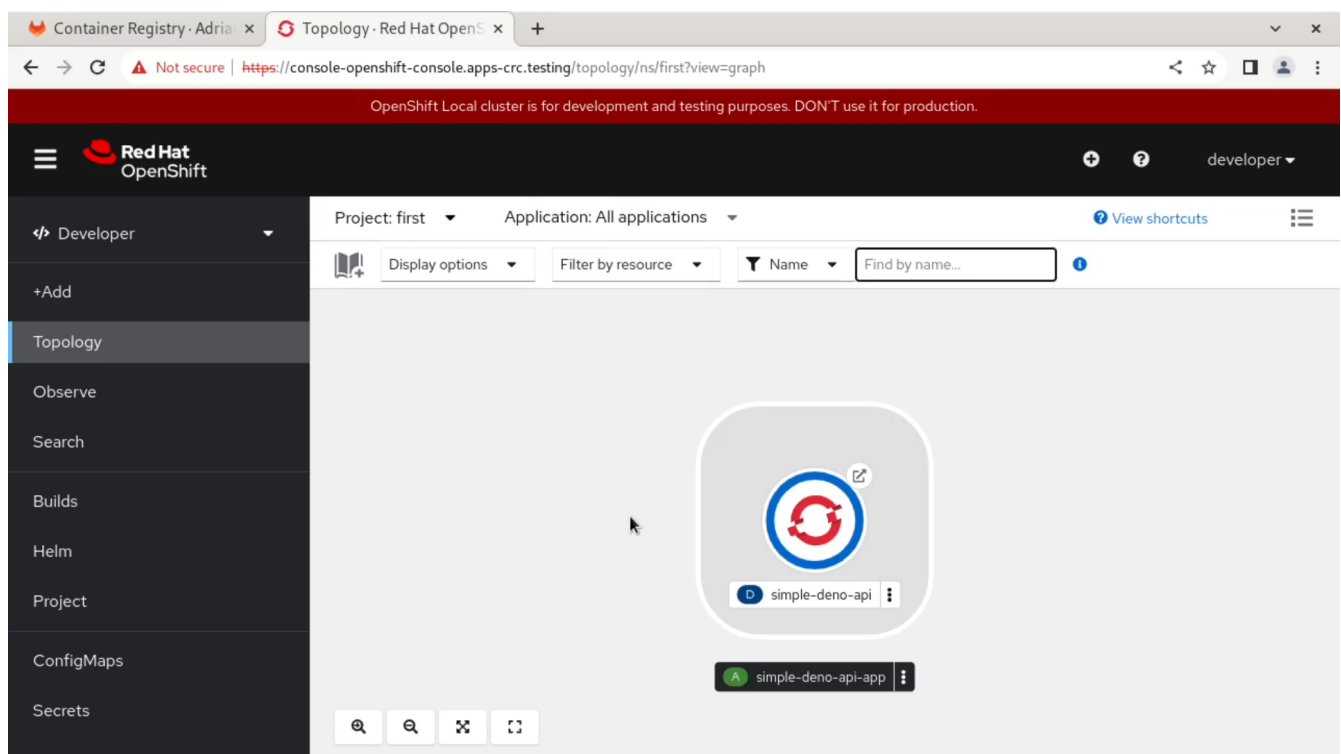 Container Registry · Adria
Topology · Red Hat OpenS
Not secure
https://console-openshift-console.apps-crc.testing/topology/ns/first?view=graph
OpenShift Local cluster is for development and testing purposes. DON'T use it for production.
Red Hat
OpenShift
developer
Developer
Project: first
Application: All applications
View shortcuts
Display options
Filter by resource
Name
Find by name...
+Add
Topology
Observe
Search
Builds
Helm
Project
ConfigMaps
Secrets
D simple-deno-api
A simple-deno-api-app